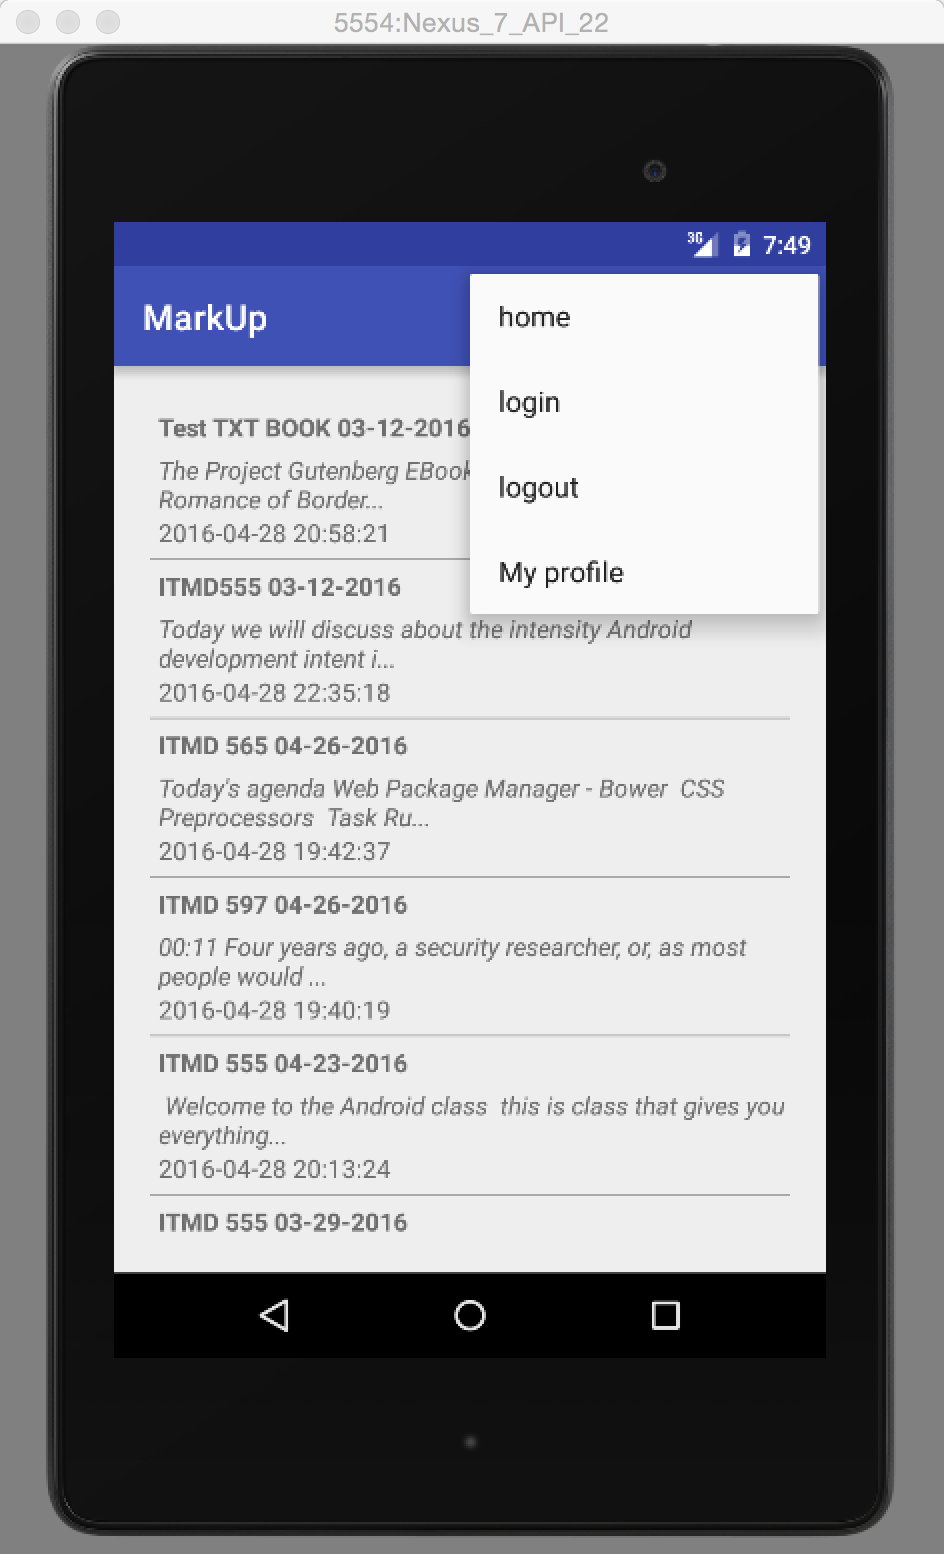 5554:Nexus_7_API_22
3G 7:49
MarkUp
home
login
logout
My profile
Test TXT BOOK 03-12-2016
The Project Gutenberg EBook
Romance of Border...
2016-04-28 20:58:21
ITMD555 03-12-2016
Today we will discuss about the intensity Android
development intent i...
2016-04-28 22:35:18
ITMD 565 04-26-2016
Today's agenda Web Package Manager - Bower  CSS
Preprocessors  Task Ru...
2016-04-28 19:42:37
ITMD 597 04-26-2016
00:11 Four years ago, a security researcher, or, as most
people would ...
2016-04-28 19:40:19
ITMD 555 04-23-2016
Welcome to the Android class  this is class that gives you
everything...
2016-04-28 20:13:24
ITMD 555 03-29-2016